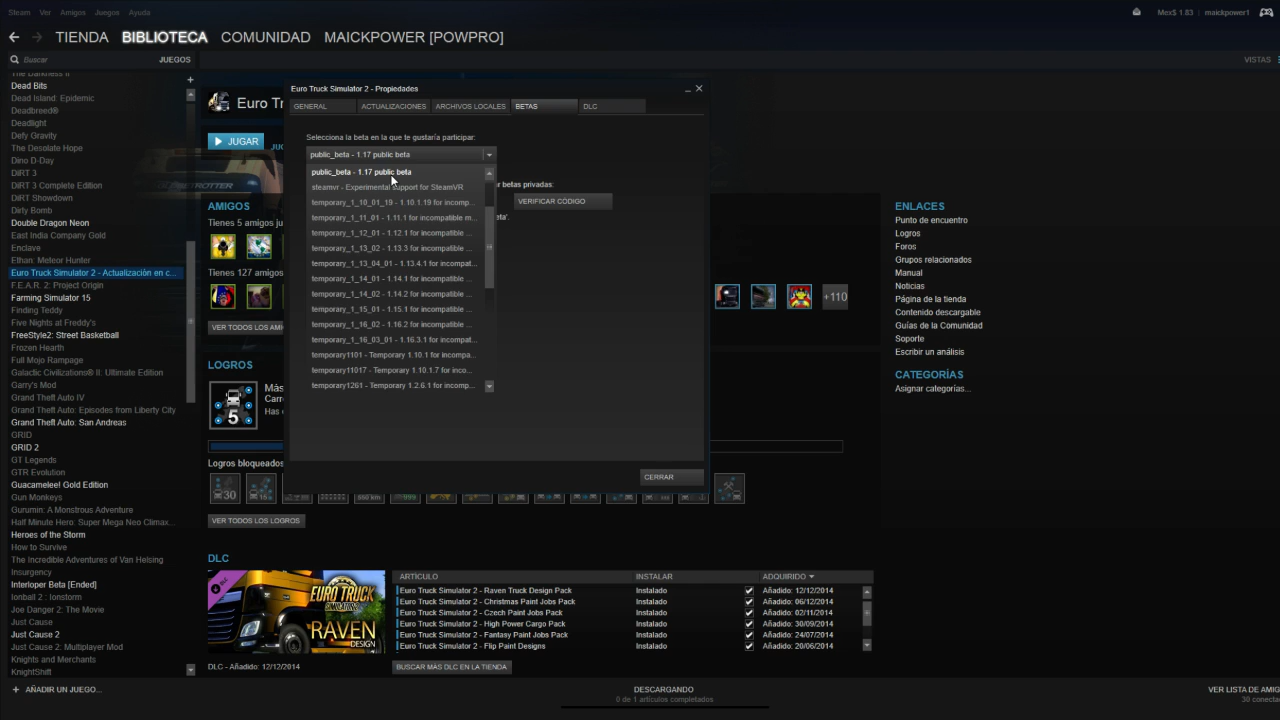 Steam Ver Amigos Juegos Ayuda
Mex$ 1.83 | maickpower1
TIENDA BIBLIOTECA COMUNIDAD MAICKPOWER [POWPRO]
Buscar JUEGOS
VISTAS
The Darkness II
Dead Bits
Dead Island: Epidemic
Deadbreed®
Deadlight
Defy Gravity
The Desolate Hope
Dino D-Day
DiRT 3
DiRT 3 Complete Edition
DiRT Showdown
Dirty Bomb
Double Dragon Neon
East India Company Gold
Enclave
Ethan: Meteor Hunter
Euro Truck Simulator 2 - Actualización en c...
F.E.A.R. 2: Project Origin
Farming Simulator 15
Finding Teddy
Five Nights at Freddy's
FreeStyle2: Street Basketball
Frozen Hearth
Full Mojo Rampage
Galactic Civilization® II: Ultimate Edition
Garry's Mod
Grand Theft Auto IV
Grand Theft Auto: Episodes from Liberty City
Grand Theft Auto: San Andreas
GRID
GRID 2
GT Legends
GTR Evolution
Guacamelee! Gold Edition
Gun Monkeys
Gurumin: A Monstrous Adventure
Half Minute Hero: Super Mega Neo Climax...
Heroes of the Storm
How to Survive
The Incredible Adventures of Van Helsing
Insurgency
Interloper Beta [Ended]
Ionball 2 : Ionstorm
Joe Danger 2: The Movie
Just Cause
Just Cause 2
Just Cause 2: Multiplayer Mod
Knights and Merchants
KnightShift
+ AÑADIR UN JUEGO...
Euro Tr
JUGAR
AMIGOS
Tienes 5 amigos ju
Tienes 127 amigos
+110
VER TODOS LOS AMI
LOGROS
5
Más
Carr
Has
Logros bloqueados
30
VER TODOS LOS LOGROS
Euro Truck Simulator 2 - Propiedades
GENERAL ACTUALIZACIONES ARCHIVOS LOCALES BETAS DLC
Selecciona la beta en la que te gustaría participar:
public_beta - 1.17 public beta
public_beta - 1.17 public beta
steamvr - Experimental support for SteamVR
temporary_1_10_01_19 - 1.10.1.19 for incomp...
temporary_1_11_01 - 1.11.1 for incompatible m...
temporary_1_12_01 - 1.12.1 for incompatible ...
temporary_1_13_02 - 1.13.3 for incompatible ...
temporary_1_13_04_01 - 1.13.4.1 for incompat...
temporary_1_14_01 - 1.14.1 for incompatible ...
temporary_1_14_02 - 1.14.2 for incompatible ...
temporary_1_15_01 - 1.15.1 for incompatible ...
temporary_1_16_02 - 1.16.2 for incompatible ...
temporary_1_16_03_01 - 1.16.3.1 for incompat...
temporary1101 - Temporary 1.10.1 for incompa...
temporary11017 - Temporary 1.10.1.7 for inco...
temporary1261 - Temporary 1.2.6.1 for incomp...
r betas privadas:
VERIFICAR CÓDIGO
eta'.
CERRAR
ENLACES
Punto de encuentro
Logros
Foros
Grupos relacionados
Manual
Noticias
Página de la tienda
Contenido descargable
Guías de la Comunidad
Soporte
Escribir un análisis
CATEGORÍAS
Asignar categorías...
DLC
EURO TRUCK
SIMULATOR 2
RAVEN
DESIGN
DLC - Añadido: 12/12/2014
ARTÍCULO INSTALAR ADQUIRIDO
Euro Truck Simulator 2 - Raven Truck Design Pack Instalado Añadido: 12/12/2014
Euro Truck Simulator 2 - Christmas Paint Jobs Pack Instalado Añadido: 06/12/2014
Euro Truck Simulator 2 - Czech Paint Jobs Pack Instalado Añadido: 02/11/2014
Euro Truck Simulator 2 - High Power Cargo Pack Instalado Añadido: 30/09/2014
Euro Truck Simulator 2 - Fantasy Paint Jobs Pack Instalado Añadido: 24/07/2014
Euro Truck Simulator 2 - Flip Paint Designs Instalado Añadido: 20/06/2014
BUSCAR MÁS DLC EN LA TIENDA
DESCARGANDO
0 de 1 artículos completados
VER LISTA DE AMIG
30 conecta